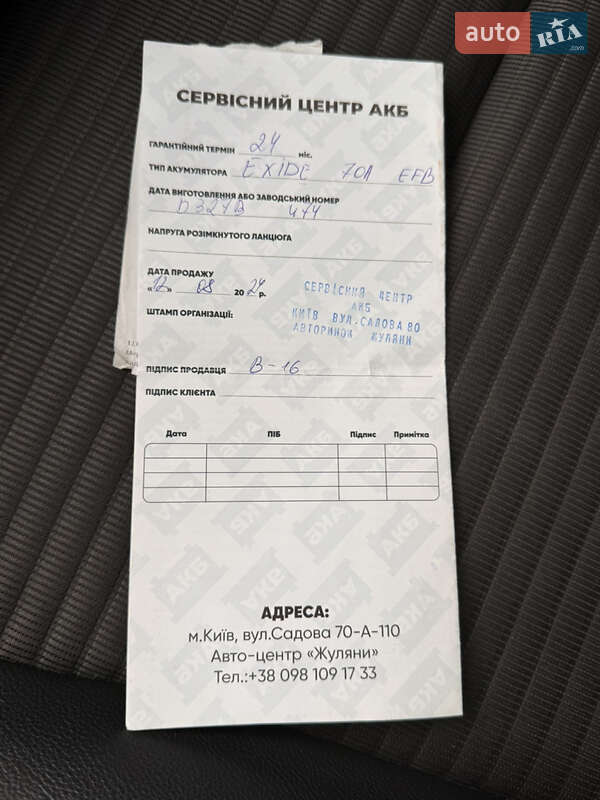 auto RIA .com
СЕРВІСНИЙ ЦЕНТР АКБ
ГАРАНТІЙНИЙ ТЕРМІН 24 міс.
ТИП АКУМУЛЯТОРА EXIDE 70Л EFB
ДАТА ВИГОТОВЛЕННЯ АБО ЗАВОДСЬКИЙ НОМЕР
НАПРУГА РОЗІМКНУТОГО ЛАНЦЮГА
ДАТА ПРОДАЖУ
«12» 08 2024 р.
СЕРВІСНИЙ ЦЕНТР
АКБ
ШТАМП ОРГАНІЗАЦІЇ:
КИЇВ ВУЛ.САДОВА 80
АВТОРИНОК ЖУЛЯНИ
ПІДПИС ПРОДАВЦЯ В-16
ПІДПИС КЛІЄНТА
Дата ПІБ Підпис Примітка
АДРЕСА:
м.Київ, вул.Садова 70-А-110
Авто-центр «Жуляни»
Тел.:+38 098 109 17 33